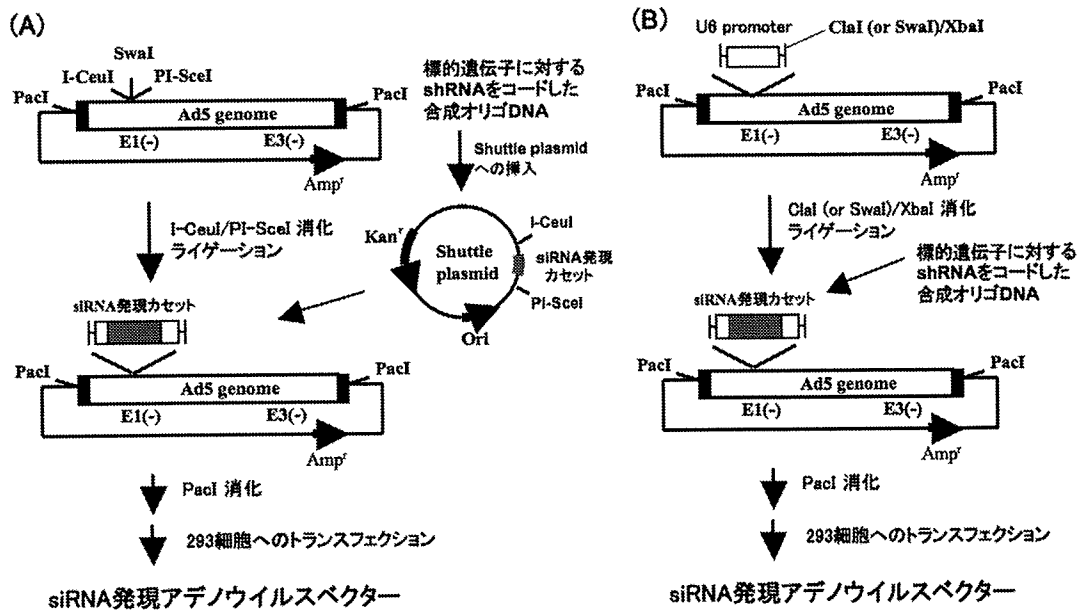 (A)
SwaI
I-CeuI
PI-SceI
PacI
PacI
Ad5 genome
E1(-)
E3(-)
Ampr
標的遺伝子に対する
shRNAをコードした
合成オリゴDNA
Shuttle plasmid
への挿入
I-CeuI/PI-SceI 消化
ライゲーション
Kanr
Shuttle
plasmid
I-CeuI
siRNA発現
カセット
PI-SceI
Ori
siRNA発現カセット
PacI
PacI
Ad5 genome
E1(-)
E3(-)
Ampr
PacI 消化
293細胞へのトランスフェクション
siRNA発現アデノウイルスベクター
(B)
U6 promoter
ClaI (or SwaI)/XbaI
PacI
PacI
Ad5 genome
E1(-)
E3(-)
Ampr
ClaI (or SwaI)/XbaI 消化
ライゲーション
標的遺伝子に対する
shRNAをコードした
合成オリゴDNA
siRNA発現カセット
PacI
PacI
Ad5 genome
E1(-)
E3(-)
Ampr
PacI 消化
293細胞へのトランスフェクション
siRNA発現アデノウイルスベクター